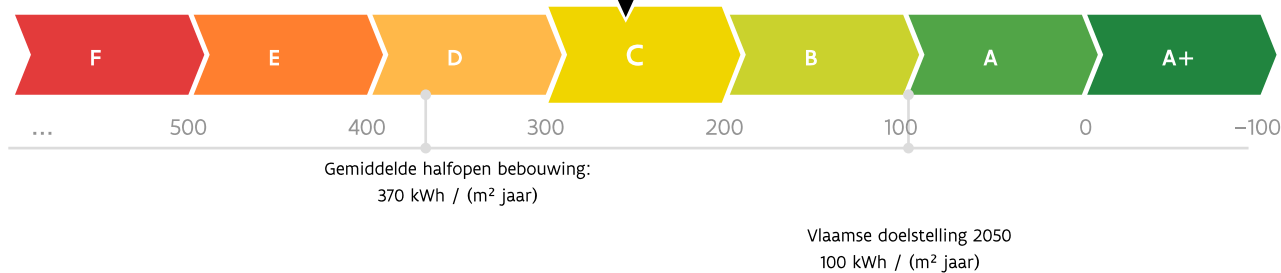 F E D C B A A+
... 500 400 300 200 100 0 −100
Gemiddelde halfopen bebouwing:
370 kWh / (m² jaar)
Vlaamse doelstelling 2050
100 kWh / (m² jaar)